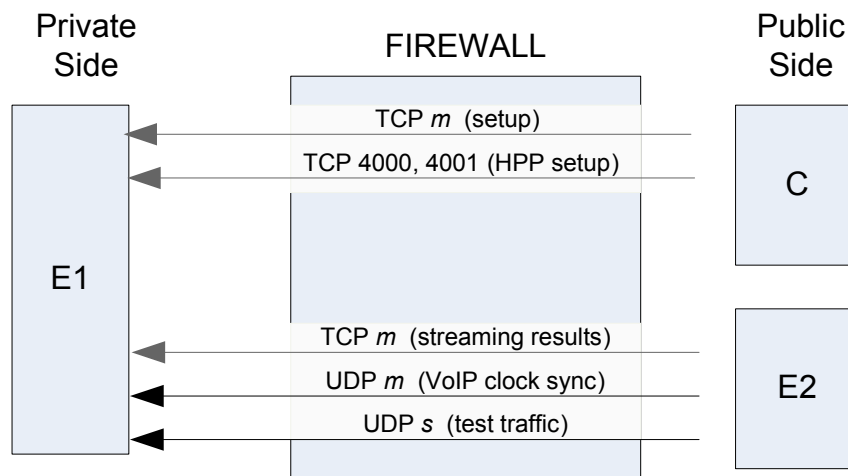 Private
Side
FIREWALL
Public
Side
TCP m (setup)
TCP 4000, 4001 (HPP setup)
C
E1
TCP m (streaming results)
UDP m (VoIP clock sync)
E2
UDP s (test traffic)